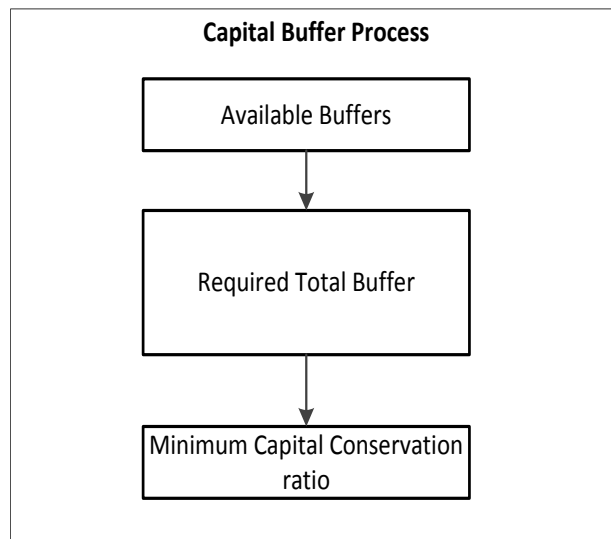 Capital Buffer Process
Available Buffers
Required Total Buffer
Minimum Capital Conservation
ratio